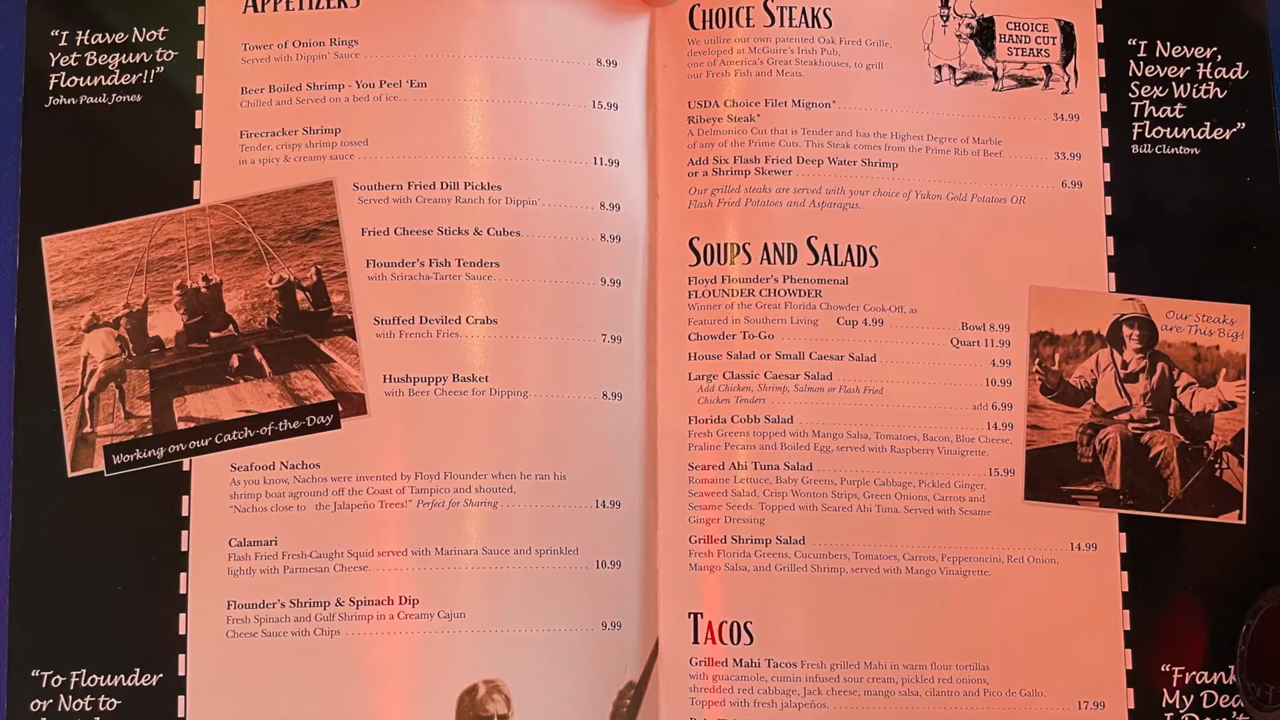 "I Have Not
Yet Begun to
Flounder!!"
John Paul Jones
APPETIZERS
Tower of Onion Rings
Served with Dippin' Sauce 8.99
Beer Boiled Shrimp - You Peel 'Em
Chilled and Served on a bed of ice. 15.99
Firecracker Shrimp
Tender, crispy shrimp tossed
in a spicy & creamy sauce 11.99
Southern Fried Dill Pickles
Served with Creamy Ranch for Dippin' 8.99
Fried Cheese Sticks & Cubes. 8.99
Flounder's Fish Tenders
with Sriracha-Tarter Sauce. 9.99
Stuffed Deviled Crabs
with French Fries. 7.99
Hushpuppy Basket
with Beer Cheese for Dipping. 8.99
Working on our Catch-of-the-Day
Seafood Nachos
As you know, Nachos were invented by Floyd Flounder when he ran his
shrimp boat aground off the Coast of Tampico and shouted,
"Nachos close to the Jalapeño Trees!" Perfect for Sharing 14.99
Calamari
Flash Fried Fresh-Caught Squid served with Marinara Sauce and sprinkled
lightly with Parmesan Cheese. 10.99
Flounder's Shrimp & Spinach Dip
Fresh Spinach and Gulf Shrimp in a Creamy Cajun
Cheese Sauce with Chips 9.99
"To Flounder
or Not to
CHOICE STEAKS
We utilize our own patented Oak Fired Grille,
developed at McGuire's Irish Pub,
one of America's Great Steakhouses, to grill
our Fresh Fish and Meats.
CHOICE
HAND CUT
STEAKS
USDA Choice Filet Mignon* 34.99
Ribeye Steak*
A Delmonico Cut that is Tender and has the Highest Degree of Marble
of any of the Prime Cuts. This Steak comes from the Prime Rib of Beef. 33.99
Add Six Flash Fried Deep Water Shrimp
or a Shrimp Skewer 6.99
Our grilled steaks are served with your choice of Yukon Gold Potatoes OR
Flash Fried Potatoes and Asparagus.
SOUPS AND SALADS
Floyd Flounder's Phenomenal
FLOUNDER CHOWDER
Winner of the Great Florida Chowder Cook-Off, as
Featured in Southern Living Cup 4.99 Bowl 8.99
Chowder To-Go Quart 11.99
House Salad or Small Caesar Salad 4.99
Large Classic Caesar Salad 10.99
Add Chicken, Shrimp, Salmon or Flash Fried
Chicken Tenders add 6.99
Florida Cobb Salad 14.99
Fresh Greens topped with Mango Salsa, Tomatoes, Bacon, Blue Cheese,
Praline Pecans and Boiled Egg, served with Raspberry Vinaigrette.
Seared Ahi Tuna Salad 15.99
Romaine Lettuce, Baby Greens, Purple Cabbage, Pickled Ginger,
Seaweed Salad, Crisp Wonton Strips, Green Onions, Carrots and
Sesame Seeds. Topped with Seared Ahi Tuna. Served with Sesame
Ginger Dressing
Grilled Shrimp Salad 14.99
Fresh Florida Greens, Cucumbers, Tomatoes, Carrots, Pepperoncini, Red Onion,
Mango Salsa, and Grilled Shrimp, served with Mango Vinaigrette.
TACOS
Grilled Mahi Tacos Fresh grilled Mahi in warm flour tortillas
with guacamole, cumin infused sour cream, pickled red onions,
shredded red cabbage, Jack cheese, mango salsa, cilantro and Pico de Gallo.
Topped with fresh jalapeños. 17.99
"I Never,
Never Had
Sex With
That
Flounder"
Bill Clinton
Our Steaks
are This Big!
"Frank
My Dea